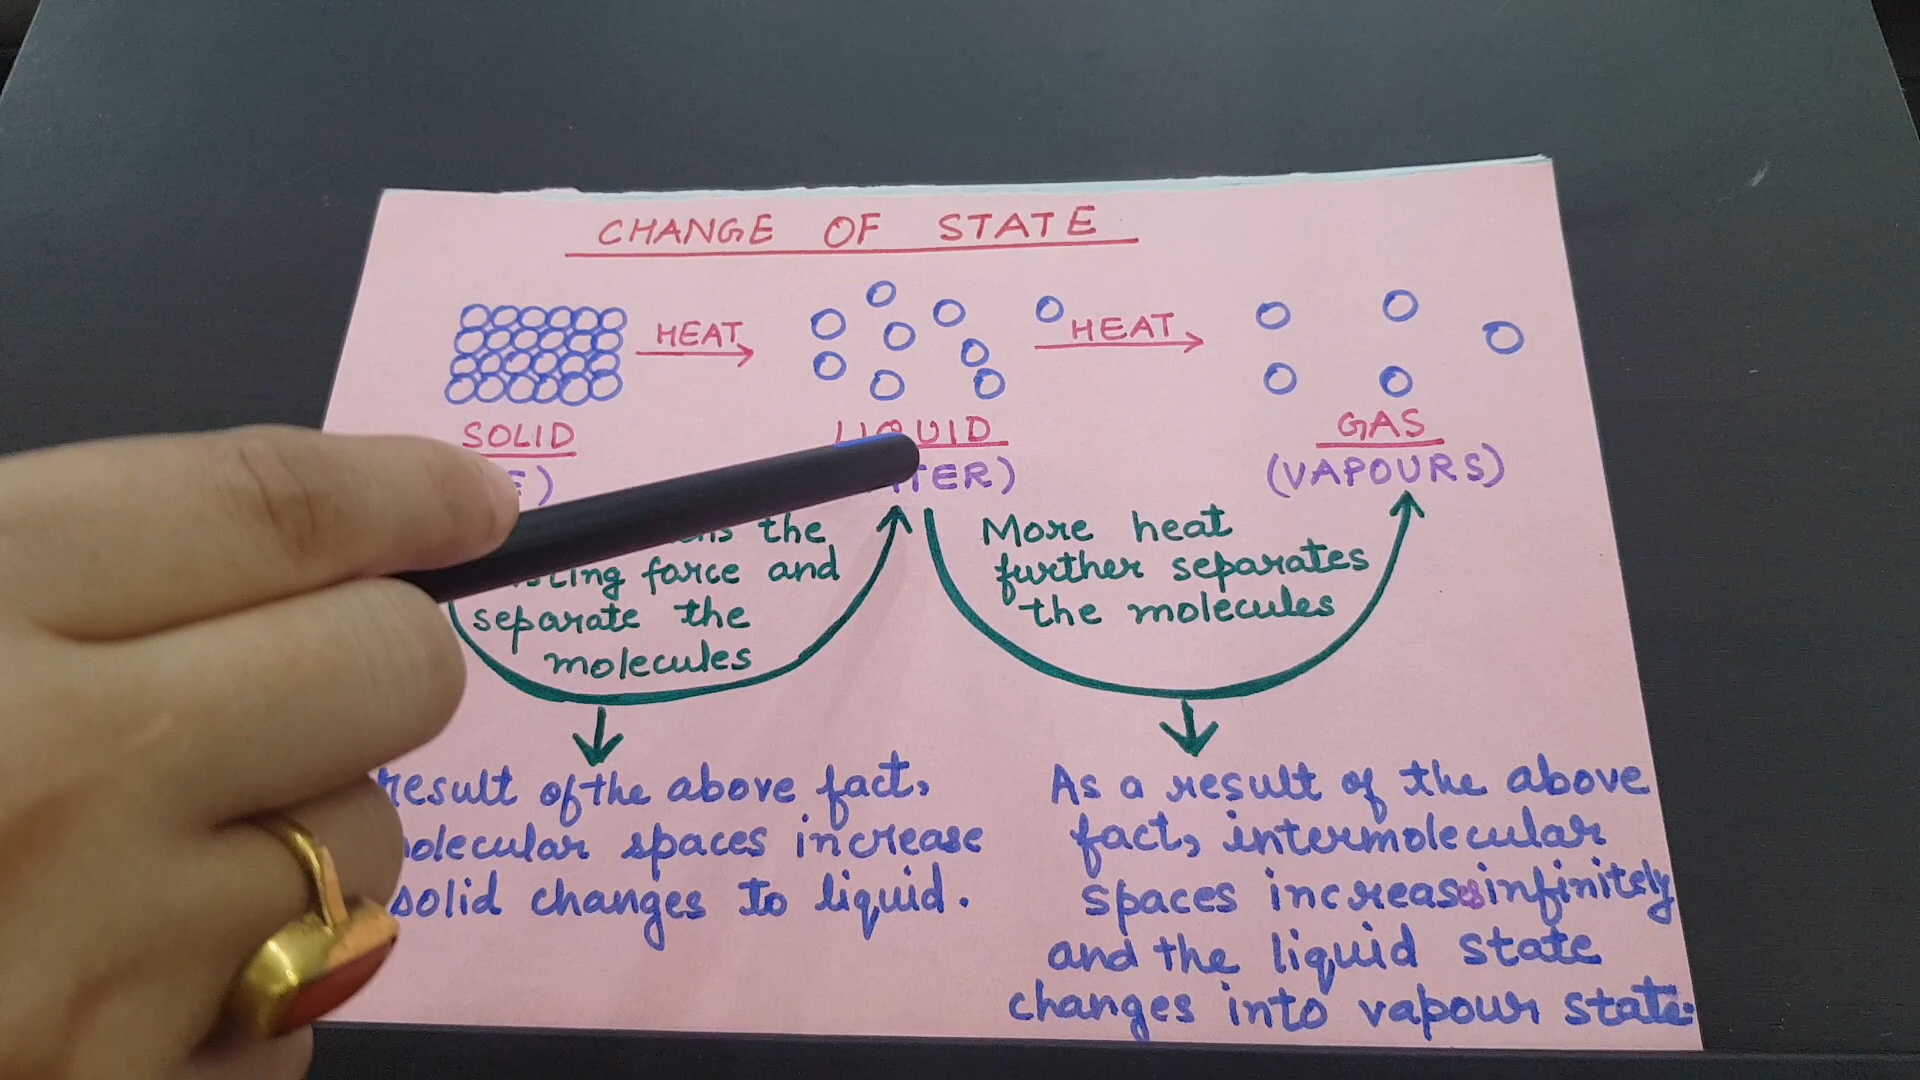 CHANGE OF STATE
HEAT
HEAT
SOLID
LIQUID
GAS
(VAPOURS)
the
force and
separate the
molecules
More heat
further separates
the molecules
result of the above fact,
spaces increase
solid changes to liquid.
As a result of the above
fact, intermolecular
spaces increases infinitely
and the liquid state
changes into vapour state.